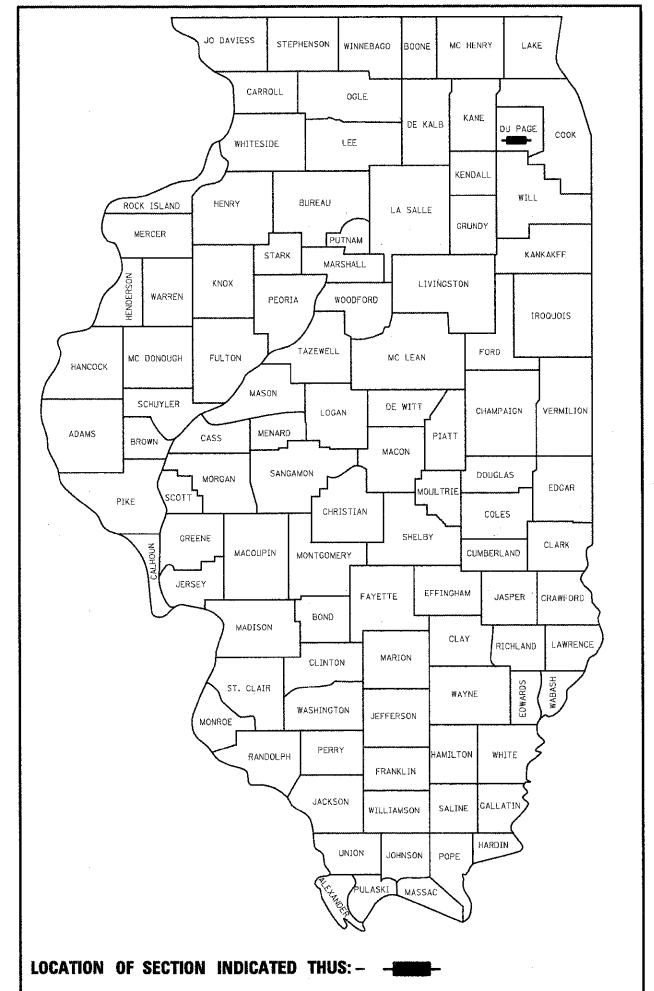 JO DAVIESS STEPHENSON WINNEBAGO BOONE MC HENRY LAKE
CARROLL OGLE DE KALB KANE DU PAGE COOK
WHITESIDE LEE
KENDALL WILL
ROCK ISLAND HENRY BUREAU LA SALLE GRUNDY
MERCER PUTNAM
STARK MARSHALL KANKAKEE
HENDERSON WARREN KNOX PEORIA WOODFORD LIVINGSTON IROQUOIS
HANCOCK MC DONOUGH FULTON TAZEWELL MC LEAN FORD
MASON
SCHUYLER LOGAN DE WITT CHAMPAIGN VERMILION
ADAMS BROWN CASS MENARD MACON PIATT
SANGAMON DOUGLAS
PIKE SCOTT MORGAN MOULTRIE EDGAR
CHRISTIAN COLES
GREENE SHELBY
CALHOUN MACOUPIN MONTGOMERY CUMBERLAND CLARK
JERSEY FAYETTE EFFINGHAM JASPER CRAWFORD
MADISON BOND
CLAY RICHLAND LAWRENCE
CLINTON MARION
ST. CLAIR WAYNE EDWARDS WABASH
MONROE WASHINGTON JEFFERSON
RANDOLPH PERRY HAMILTON WHITE
FRANKLIN
JACKSON WILLIAMSON SALINE GALLATIN
UNION JOHNSON POPE HARDIN
ALEXANDER PULASKI MASSAC
LOCATION OF SECTION INDICATED THUS:-